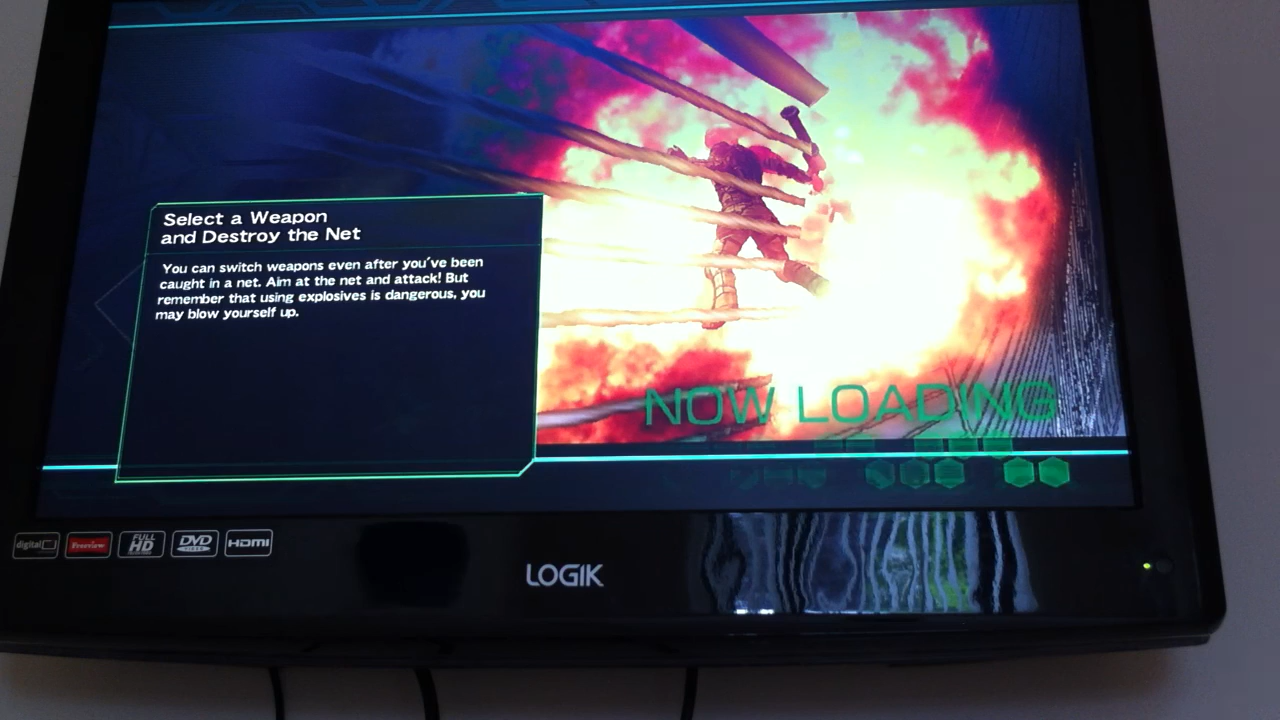 Select a Weapon
and Destroy the Net
You can switch weapons even after you've been
caught in a net. Aim at the net and attack! But
remember that using explosives is dangerous, you
may blow yourself up.
NOW LOADING
digital
Freeview
FULL
HD
DVD
VIDEO
HDMI
LOGIK